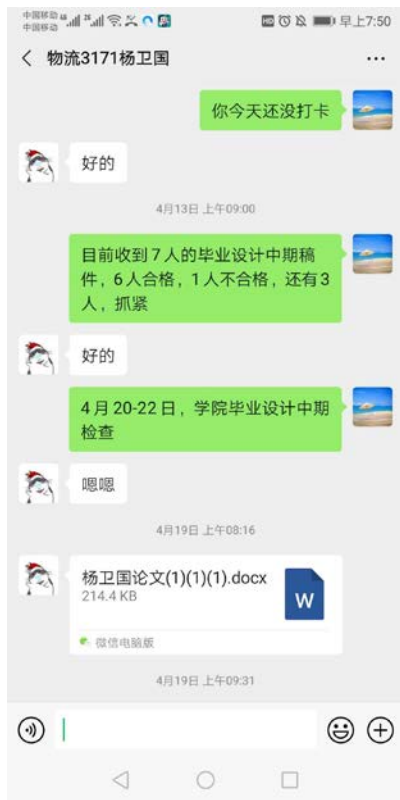 中国移动
中国移动
HD
早上7:50
物流3171杨卫国
你今天还没打卡
好的
4月13日 上午09:00
目前收到7人的毕业设计中期稿
件，6人合格，1人不合格，还有3
人，抓紧
好的
4月20-22日，学院毕业设计中期
检查
嗯嗯
4月19日 上午08:16
杨卫国论文(1)(1)(1).docx
214.4 KB
W
微信电脑版
4月19日 上午09:31